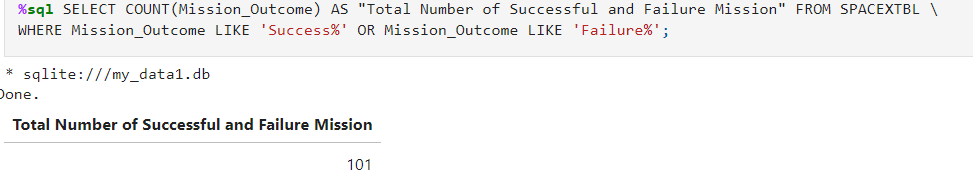 %sql SELECT COUNT(Mission_Outcome) AS "Total Number of Successful and Failure Mission" FROM SPACEXTBL \
WHERE Mission_Outcome LIKE 'Success%' OR Mission_Outcome LIKE 'Failure%';
* sqlite:///my_data1.db
Done.
Total Number of Successful and Failure Mission
101